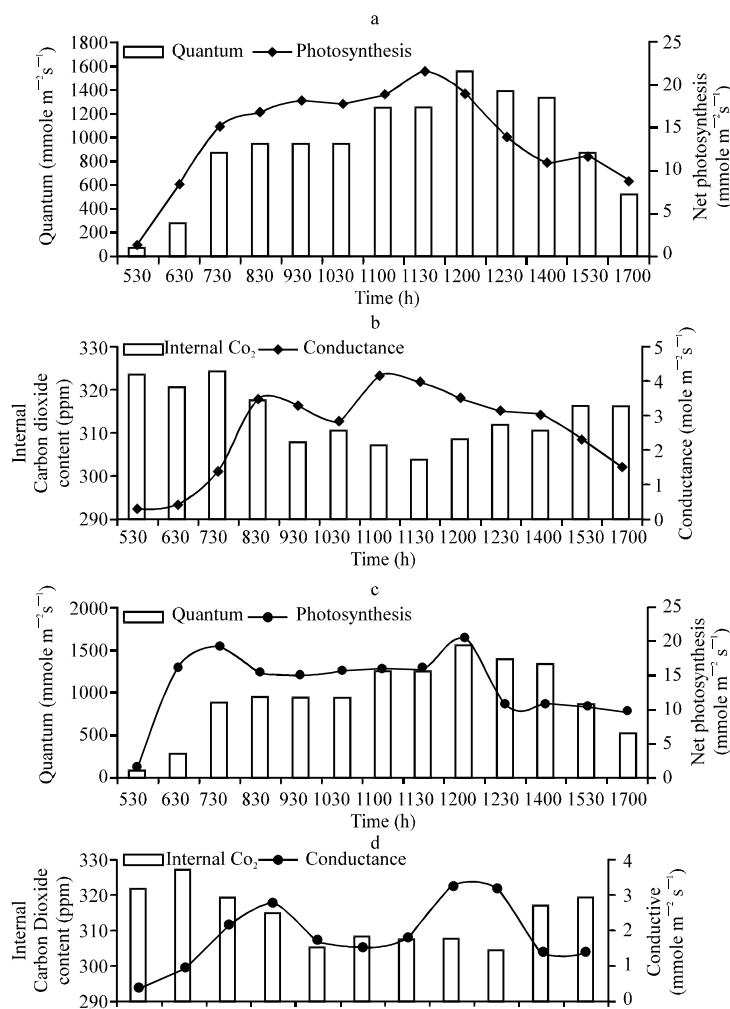 a
Quantum Photosynthesis
1800
1600
1400
1200
1000
800
600
400
200
0
Quantum (mmole m⁻²s⁻¹)
25
20
15
10
5
0
Net photosynthesis
(mmole m⁻²s⁻¹)
530 630 730 830 930 1030 1100 1130 1200 1230 1400 1530 1700
Time (h)
b
Internal Co₂ Conductance
330
320
310
300
290
Internal
Carbon dioxide
content (ppm)
5
4
3
2
1
0
Conductance (mole m⁻²s⁻¹)
530 630 730 830 930 1030 1100 1130 1200 1230 1400 1530 1700
Time (h)
c
Quantum Photosynthesis
2000
1500
1000
500
0
Quantum (mmole m⁻²s⁻¹)
25
20
15
10
5
0
Net photosynthesis
(mmole m⁻² s⁻¹)
530 630 730 830 930 1030 1100 1130 1200 1230 1400 1530 1700
Time (h)
d
Internal Co₂ Conductance
330
320
305
300
290
Internal
Carbon Dioxide
content (ppm)
4
3
2
1
0
Conductive
(mmole m⁻² s⁻¹)